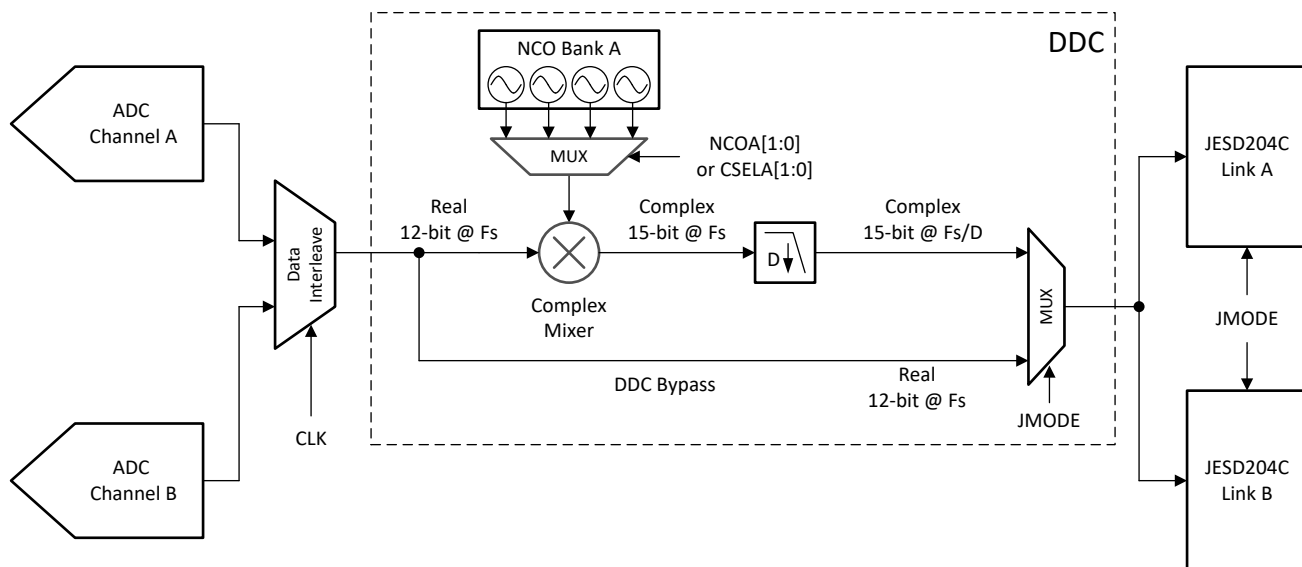 DDC
NCO Bank A
ADC
Channel A
MUX
NCOA[1:0]
or CSELA[1:0]
JESD204C
Link A
Data
Interleave
Real
12-bit @ Fs
Complex
15-bit @ Fs
D
Complex
15-bit @ Fs/D
MUX
Complex
Mixer
JMODE
DDC Bypass
Real
12-bit @ Fs
JMODE
CLK
ADC
Channel B
JESD204C
Link B